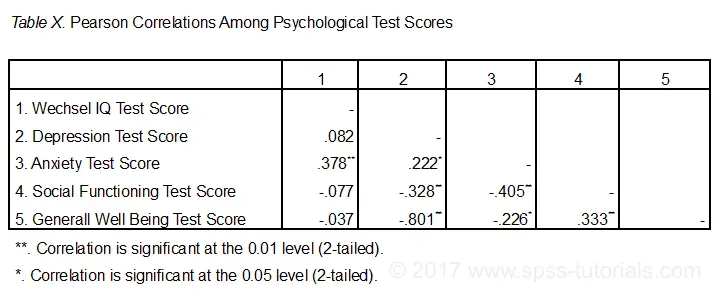 Table X. Pearson Correlations Among Psychological Test Scores
1 2 3 4 5
1. Wechsel IQ Test Score -
2. Depression Test Score .082 -
3. Anxiety Test Score .378** .222* -
4. Social Functioning Test Score -.077 -.328** -.405** -
5. Generall Well Being Test Score -.037 -.801** -.226* .333** -
**. Correlation is significant at the 0.01 level (2-tailed).
*. Correlation is significant at the 0.05 level (2-tailed).
© 2017 www.spss-tutorials.com